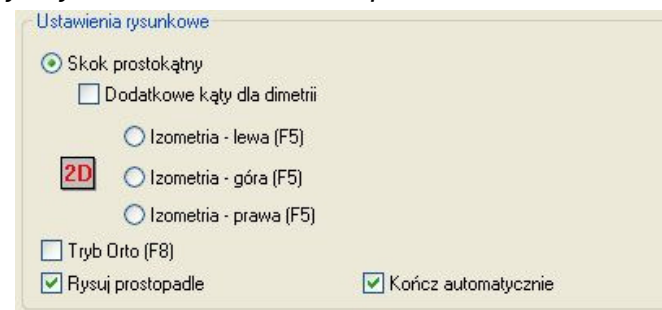 Ustawienia rysunkowe
Skok prostokątny
Dodatkowe kąty dla dimetrii
Izometria - lewa (F5)
2D
Izometria - góra (F5)
Izometria - prawa (F5)
Tryb Orto (F8)
Rysuj prostopadle
Kończ automatycznie